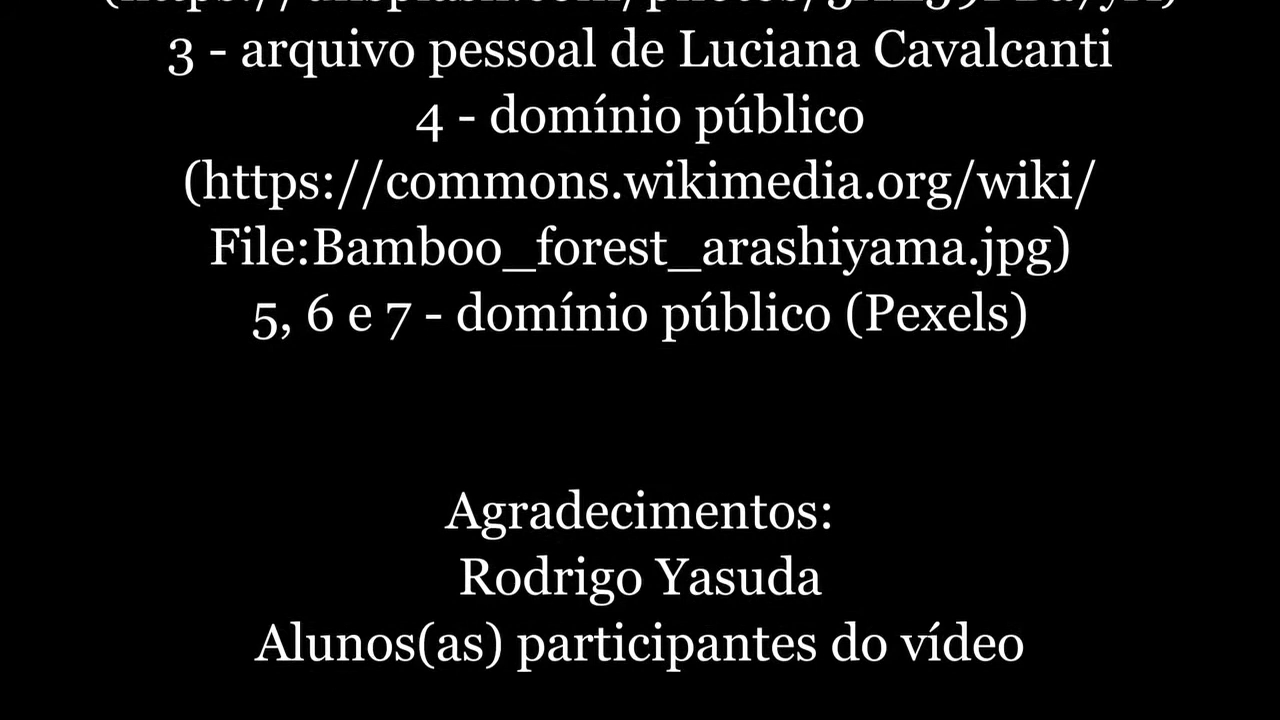 3 - arquivo pessoal de Luciana Cavalcanti
4 - domínio público
(https://commons.wikimedia.org/wiki/
File:Bamboo_forest_arashiyama.jpg)
5, 6 e 7 - domínio público (Pexels)
Agradecimentos:
Rodrigo Yasuda
Alunos(as) participantes do vídeo